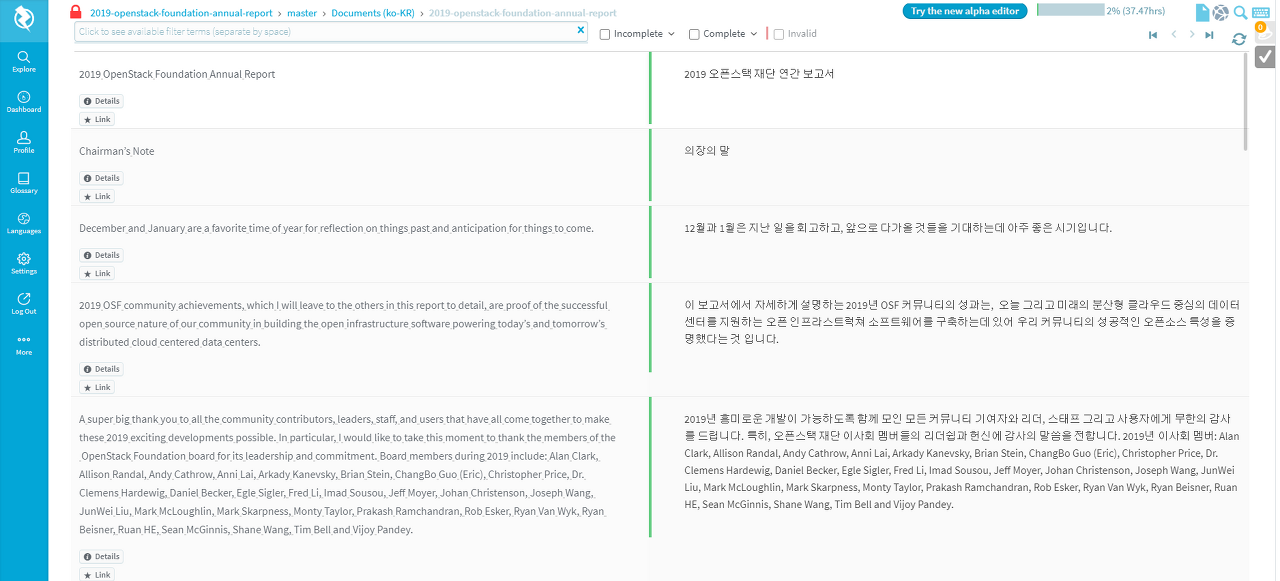 2019-openstack-foundation-annual-report › master › Documents (ko-KR) › 2019-openstack-foundation-annual-report
Try the new alpha editor
2% (37.47hrs)
Click to see available filter terms (separate by space)
Incomplete
Complete
Invalid
0
Explore
Dashboard
Profile
Glossary
Languages
Settings
Log Out
More
2019 OpenStack Foundation Annual Report
Details
Link
2019 오픈스택 재단 연간 보고서
Chairman's Note
Details
Link
의장의 말
December and January are a favorite time of year for reflection on things past and anticipation for things to come.
Details
Link
12월과 1월은 지난 일을 회고하고, 앞으로 다가올 것들을 기대하는데 아주 좋은 시기입니다.
2019 OSF community achievements, which I will leave to the others in this report to detail, are proof of the successful
open source nature of our community in building the open infrastructure software powering today's and tomorrow's
distributed cloud centered data centers.
Details
Link
이 보고서에서 자세하게 설명하는 2019년 OSF 커뮤니티의 성과는, 오늘 그리고 미래의 분산형 클라우드 중심의 데이터
센터를 지원하는 오픈 인프라스트럭쳐 소프트웨어를 구축하는데 있어 우리 커뮤니티의 성공적인 오픈소스 특성을 증
명했다는 것 입니다.
A super big thank you to all the community contributors, leaders, staff, and users that have all come together to make
these 2019 exciting developments possible. In particular, I would like to take this moment to thank the members of the
OpenStack Foundation board for its leadership and commitment. Board members during 2019 include: Alan Clark,
Allison Randal, Andy Cathrow, Anni Lai, Arkady Kanevsky, Brian Stein, ChangBo Guo (Eric), Christopher Price, Dr.
Clemens Hardewig, Daniel Becker, Egle Sigler, Fred Li, Imad Sousou, Jeff Moyer, Johan Christenson, Joseph Wang,
JunWei Liu, Mark McLoughlin, Mark Skarpness, Monty Taylor, Prakash Ramchandran, Rob Esker, Ryan Van Wyk, Ryan
Beisner, Ruan HE, Sean McGinnis, Shane Wang, Tim Bell and Vijoy Pandey.
Details
Link
2019년 흥미로운 개발이 가능하도록 함께 모인 모든 커뮤니티 기여자와 리더, 스태프 그리고 사용자에게 무한의 감사
를 드립니다. 특히, 오픈스택 재단 이사회 멤버들의 리더쉽과 헌신에 감사의 말씀을 전합니다. 2019년 이사회 멤버: Alan
Clark, Allison Randal, Andy Cathrow, Anni Lai, Arkady Kanevsky, Brian Stein, ChangBo Guo (Eric), Christopher Price, Dr.
Clemens Hardewig, Daniel Becker, Egle Sigler, Fred Li, Imad Sousou, Jeff Moyer, Johan Christenson, Joseph Wang, JunWei
Liu, Mark McLoughlin, Mark Skarpness, Monty Taylor, Prakash Ramchandran, Rob Esker, Ryan Van Wyk, Ryan Beisner, Ruan
HE, Sean McGinnis, Shane Wang, Tim Bell and Vijoy Pandey.